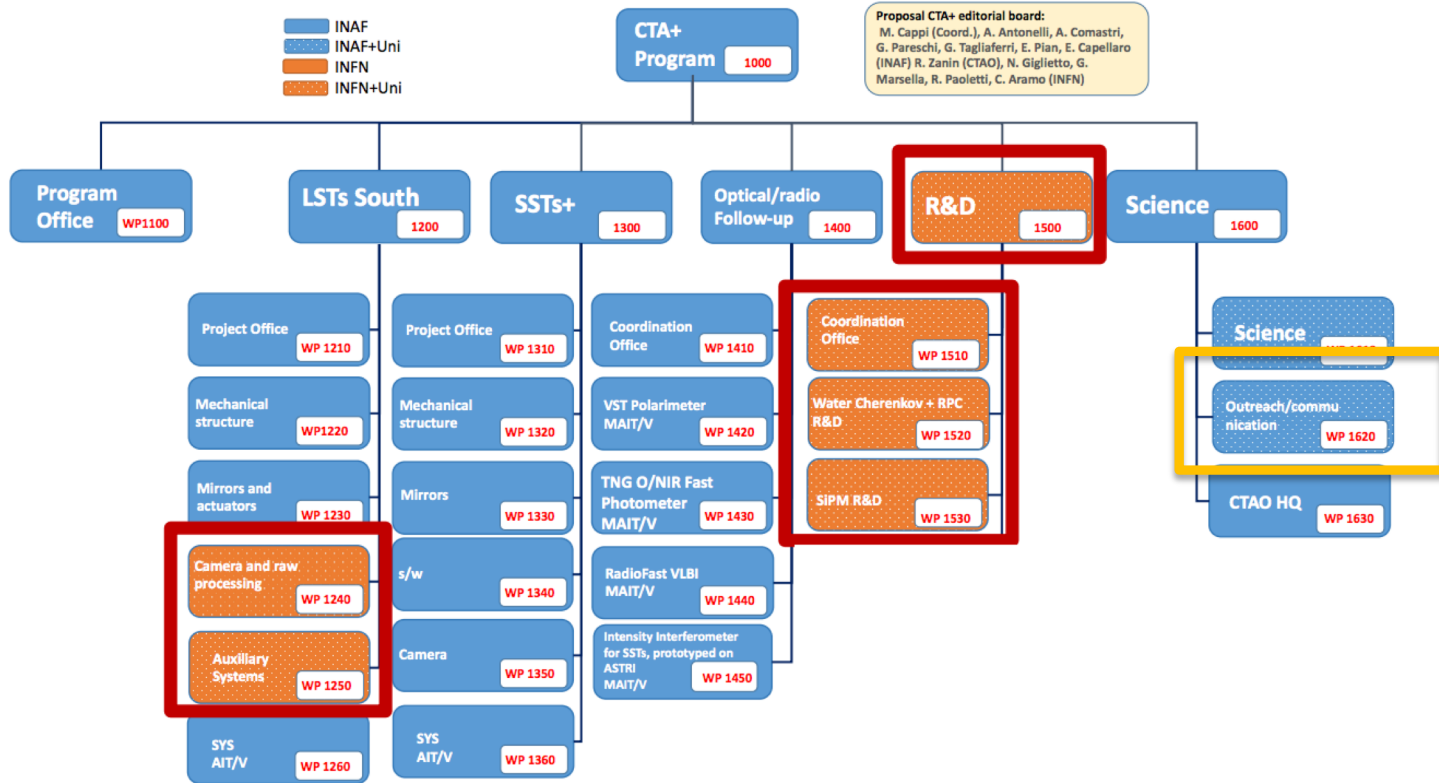 INAF
INAF+Uni
INFN
INFN+Uni
CTA+
Program
1000
Proposal CTA+ editorial board:
M. Cappi (Coord.), A. Antonelli, A. Comastri,
G. Pareschi, G. Tagliaferri, E. Pian, E. Capellaro
(INAF) R. Zanin (CTAO), N. Giglietto, G.
Marsella, R. Paoletti, C. Aramo (INFN)
Program
Office
WP1100
LSTs South
1200
SSTs+
1300
Optical/radio
Follow-up
1400
R&D
1500
Science
1600
Project Office
WP 1210
Mechanical
structure
WP1220
Mirrors and
actuators
WP 1230
Camera and raw
processing
WP 1240
Auxiliary
Systems
WP 1250
SYS
AIT/V
WP 1260
Project Office
WP 1310
Mechanical
structure
WP 1320
Mirrors
WP 1330
s/w
WP 1340
Camera
WP 1350
SYS
AIT/V
WP 1360
Coordination
Office
WP 1410
VST Polarimeter
MAIT/V
WP 1420
TNG O/NIR Fast
Photometer
MAIT/V
WP 1430
RadioFast VLBI
MAIT/V
WP 1440
Intensity Interferometer
for SSTs, prototyped on
ASTRI
MAIT/V
WP 1450
Coordination
Office
WP 1510
Water Cherenkov + RPC
R&D
WP 1520
SiPM R&D
WP 1530
Science
Outreach/commu
nication
WP 1620
CTAO HQ
WP 1630